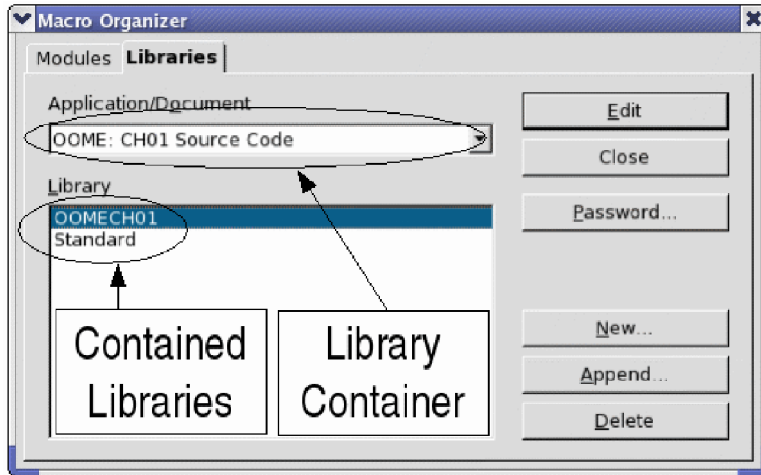 Macro Organizer
Modules Libraries
Application/Document
OOME: CH01 Source Code
Library
OOMECH01
Standard
Contained
Libraries
Library
Container
Edit
Close
Password...
New...
Append...
Delete